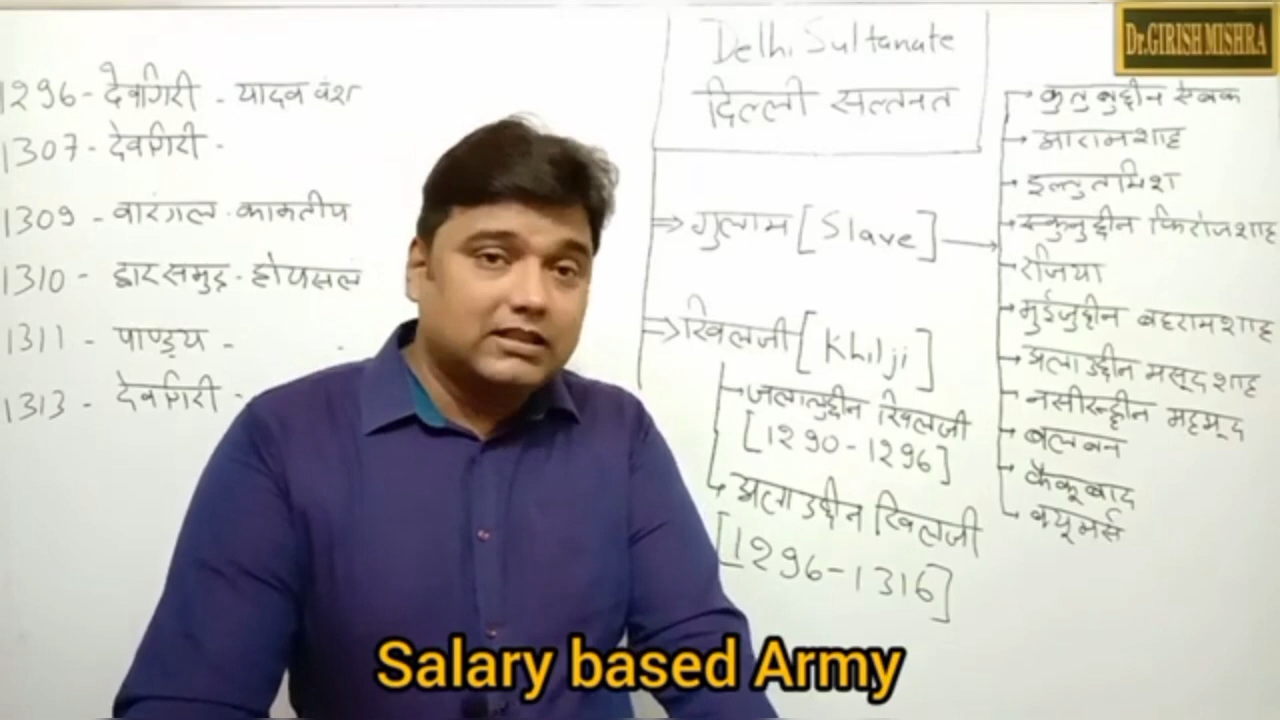 Dr.GIRISH MISHRA
1296- देवगिरी - यादव वंश
1307- देवगिरी -
1309 - वारंगल - काकतीय
1310 - द्वारसमुद्र - होयसल
1311 - पाण्ड्य -
1313 - देवगिरी -
Delhi Sultanate
दिल्ली सल्तनत
गुलाम [Slave]
खिलजी [Khilji]
जलालुद्दीन खिलजी
[1290-1296]
अलाउद्दीन खिलजी
[1296-1316]
कुतुबुद्दीन ऐबक
आरामशाह
इल्तुतमिश
रुकुनुद्दीन फिरोजशाह
रजिया
मुईजुद्दीन बहरामशाह
अलाउद्दीन मसूदशाह
नसीरुद्दीन महमूद
बलबन
कैकूबाद
क्यूमर्स
Salary based Army